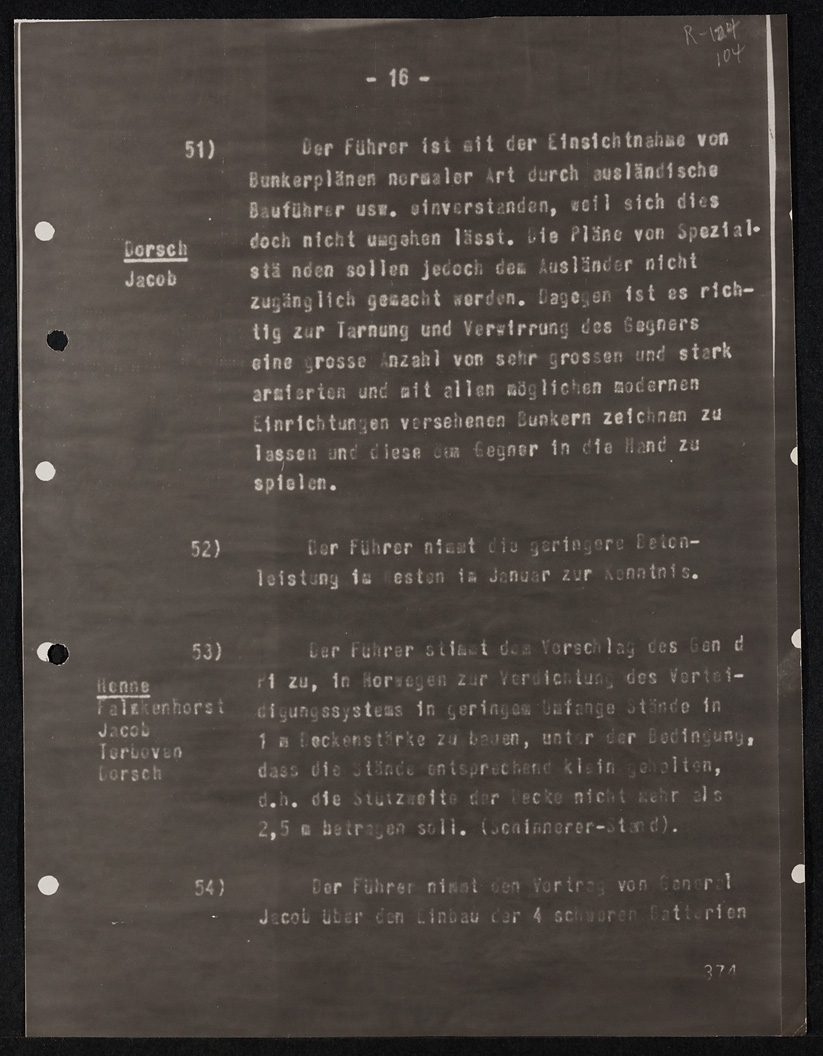 R-124
104
- 16 -
51) Der Führer ist mit der Einsichtnahme von
Bunkerplänen normaler Art durch ausländische
Bauführer usw. einverstanden, weil sich dies
doch nicht umgehen lässt. Die Pläne von Spezial-
stä nden sollen jedoch dem Ausländer nicht
zugänglich gemacht werden. Dagegen ist es rich-
tig zur Tarnung und Verwirrung des Gegners
eine grosse Anzahl von sehr grossen und stark
armierten und mit allen möglichen modernen
Einrichtungen versehenen Bunkern zeichnen zu
lassen und diese dem Gegner in die Hand zu
spielen.
Dorsch
Jacob
52) Der Führer nimmt die geringere Beton-
leistung im Westen im Januar zur Kenntnis.
53) Der Führer stimmt dem Vorschlag des Gen d
Pi zu, in Norwegen zur Verdichtung des Vertei-
digungssystems in geringem Umfange Stände in
1 m Deckenstärke zu bauen, unter der Bedingung,
dass die Stände entsprechend klein gehalten,
d.h. die Stützweite der Decke nicht mehr als
2,5 m betragen soll. (Schinnerer-Stand).
Henne
Falkenhorst
Jacob
Terboven
Dorsch
54) Der Führer nimmt den Vortrag von General
Jacob über den Einbau der 4 schweren Batterien
374